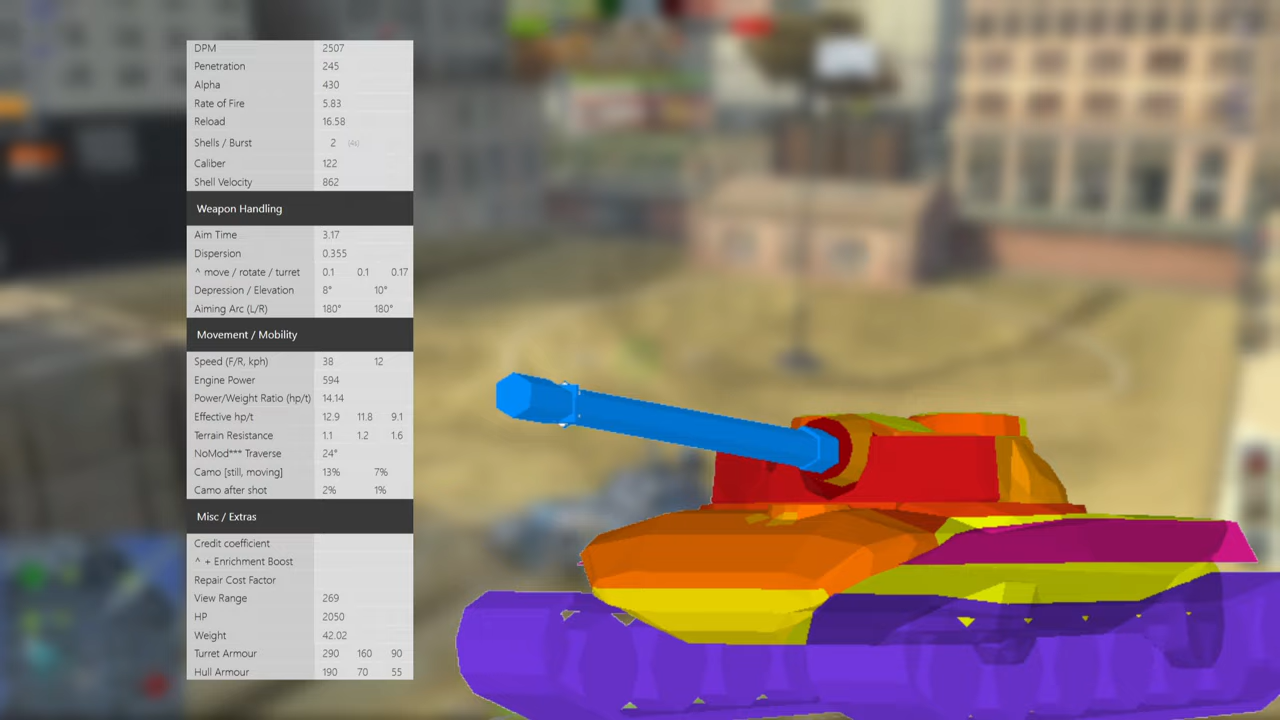 DPM 2507
Penetration 245
Alpha 430
Rate of Fire 5.83
Reload 16.58
Shells / Burst 2 (4s)
Caliber 122
Shell Velocity 862
Weapon Handling
Aim Time 3.17
Dispersion 0.355
^ move / rotate / turret 0.1 0.1 0.17
Depression / Elevation 8° 10°
Aiming Arc (L/R) 180° 180°
Movement / Mobility
Speed (F/R, kph) 38 12
Engine Power 594
Power/Weight Ratio (hp/t) 14.14
Effective hp/t 12.9 11.8 9.1
Terrain Resistance 1.1 1.2 1.6
NoMod*** Traverse 24°
Camo [still, moving] 13% 7%
Camo after shot 2% 1%
Misc / Extras
Credit coefficient
^ + Enrichment Boost
Repair Cost Factor
View Range 269
HP 2050
Weight 42.02
Turret Armour 290 160 90
Hull Armour 190 70 55